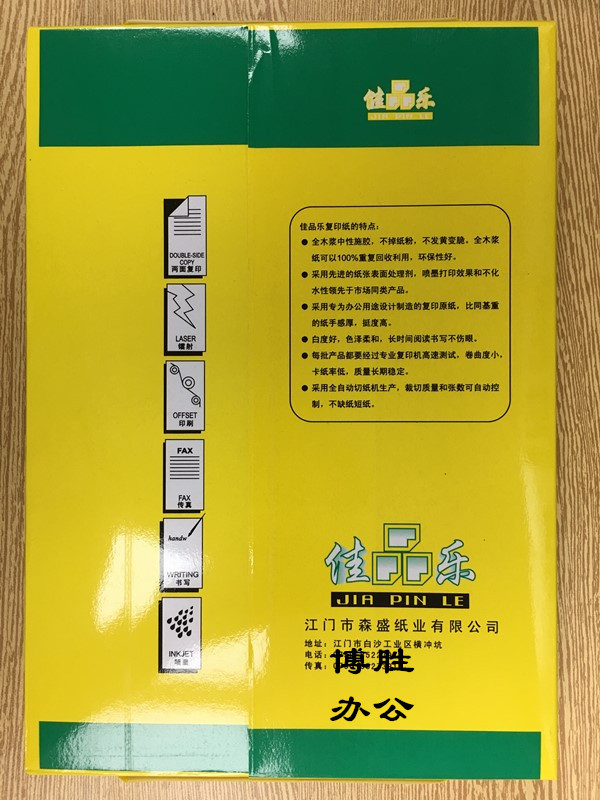 佳品乐
JIA PIN LE
佳品乐复印纸的特点:
● 全木浆中性施胶,不掉纸粉,不发黄变脆。全木浆
纸可以100%重复回收利用,环保性好。
● 采用先进的纸张表面处理剂,喷墨打印效果和不化
水性领先于市场同类产品。
● 采用专为办公用途设计制造的复印原纸,比同基重
的纸手感厚,挺度高。
● 白度好,色泽柔和,长时间阅读书写不伤眼。
● 每批产品都要经过专业复印机高速测试,卷曲度小,
卡纸率低,质量长期稳定。
● 采用全自动切纸机生产,裁切质量和张数可自动控
制,不缺纸短纸。
DOUBLE-SIDE
COPY
两面复印
LASER
镭射
OFFSET
印刷
FAX
FAX
传真
handw
WRITING
书写
INKJET
喷墨
佳品乐
JIA PIN LE
江门市森盛纸业有限公司
地址:江门市白沙工业区横冲坑
电话:
传真:
博胜
办公